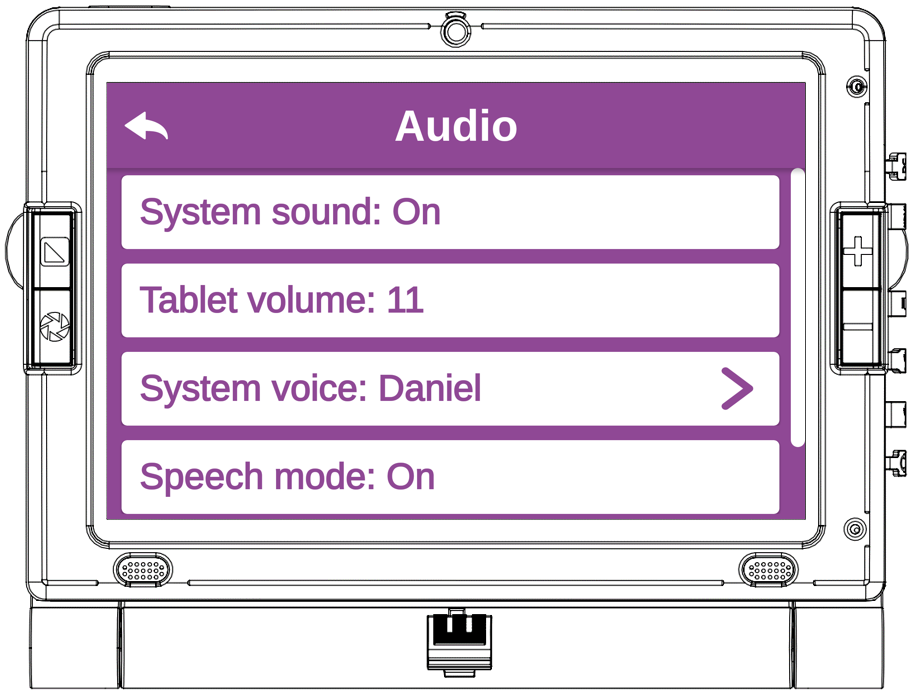 Audio
System sound: On
Tablet volume: 11
System voice: Daniel
Speech mode: On